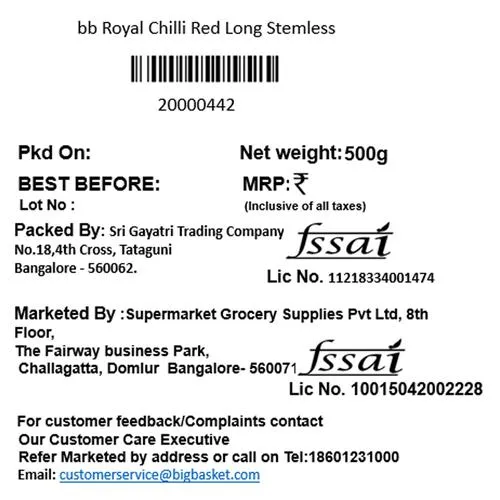 bb Royal Chilli Red Long Stemless
20000442
Pkd On: Net weight:500g
BEST BEFORE: MRP:₹
Lot No : (Inclusive of all taxes)
Packed By: Sri Gayatri Trading Company
No.18,4th Cross, Tataguni
Bangalore - 560062.
fssai
Lic No. 11218334001474
Marketed By :Supermarket Grocery Supplies Pvt Ltd, 8th
Floor,
The Fairway business Park,
Challagatta, Domlur Bangalore- 560071
fssai
Lic No. 10015042002228
For customer feedback/Complaints contact
Our Customer Care Executive
Refer Marketed by address or call on Tel:18601231000
Email: customerservice@bigbasket.com